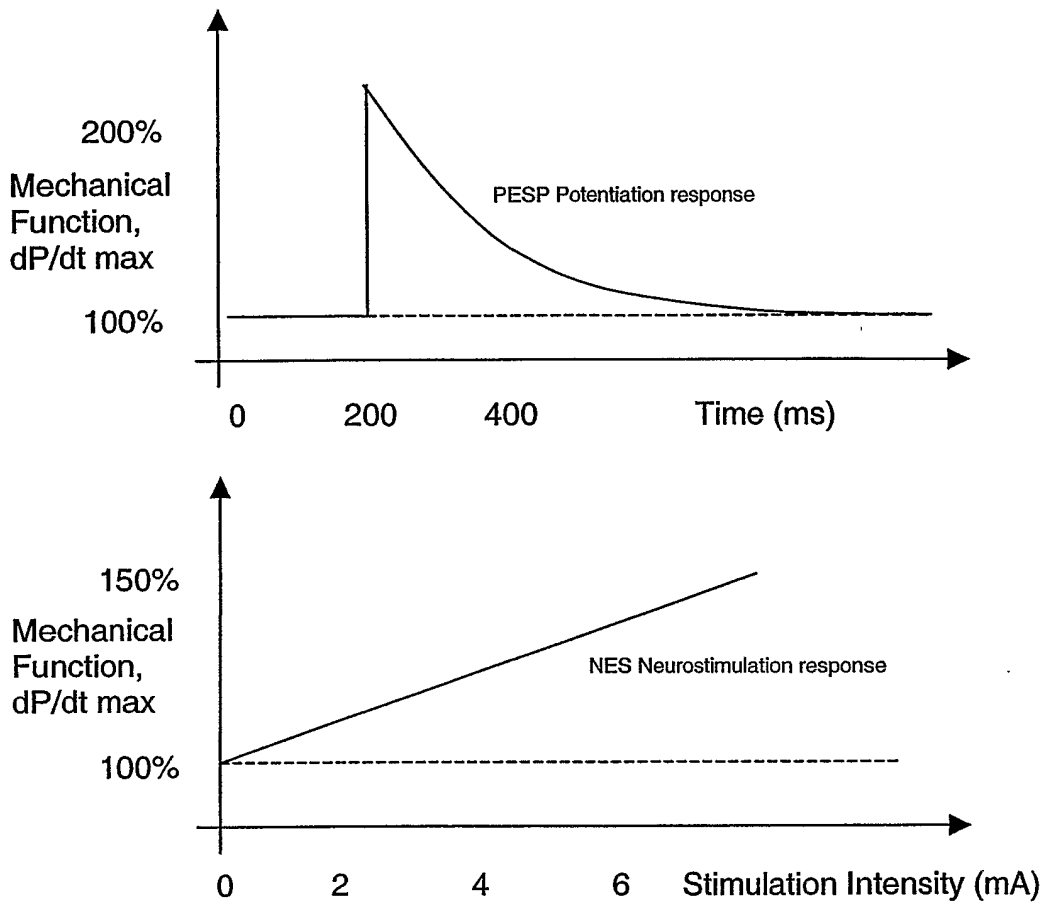 200%
Mechanical
Function,
dP/dt max
PESP Potentiation response
100%
0 200 400 Time (ms)
150%
Mechanical
Function,
dP/dt max
NES Neurostimulation response
100%
0 2 4 6 Stimulation Intensity (mA)